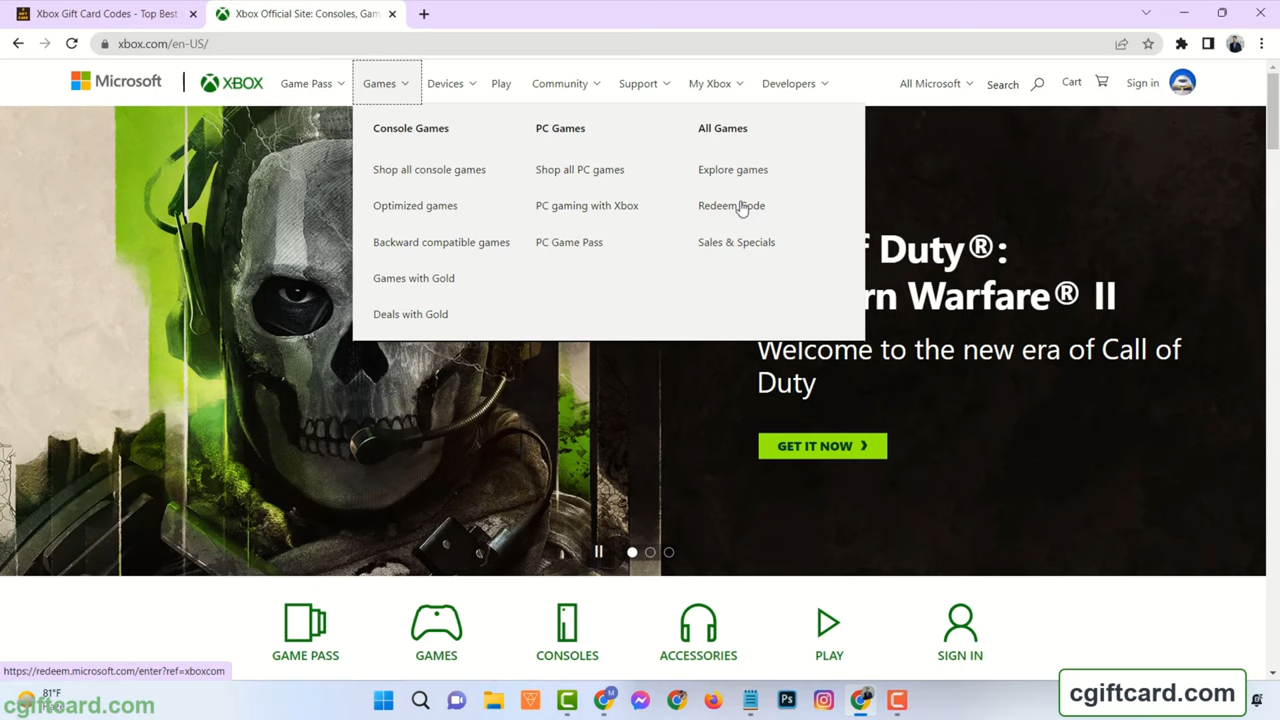 Xbox Gift Card Codes - Top Best
Xbox Official Site: Consoles, Gam
xbox.com/en-US/
Microsoft
XBOX
Game Pass
Games
Devices
Play
Community
Support
My Xbox
Developers
All Microsoft
Search
Cart
Sign in
Console Games
PC Games
All Games
Shop all console games
Shop all PC games
Explore games
Optimized games
PC gaming with Xbox
Redeem code
Backward compatible games
PC Game Pass
Sales & Specials
Games with Gold
Deals with Gold
Duty®:
rn Warfare® II
Welcome to the new era of Call of
Duty
GET IT NOW
GAME PASS
GAMES
CONSOLES
ACCESSORIES
PLAY
SIGN IN
https://redeem.microsoft.com/enter?ref=xboxcom
81°F
cgiftcard.com
cgiftcard.com